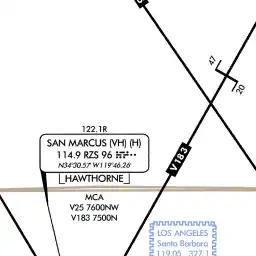 47
20
V183
122.1R
SAN MARCUS (VH) (H)
114.9 RZS 96
N34°30.57' W119°46.26'
HAWTHORNE
MCA
V25 7600NW
V183 7500N
LOS ANGELES
Santa Barbara
119.05 327.1